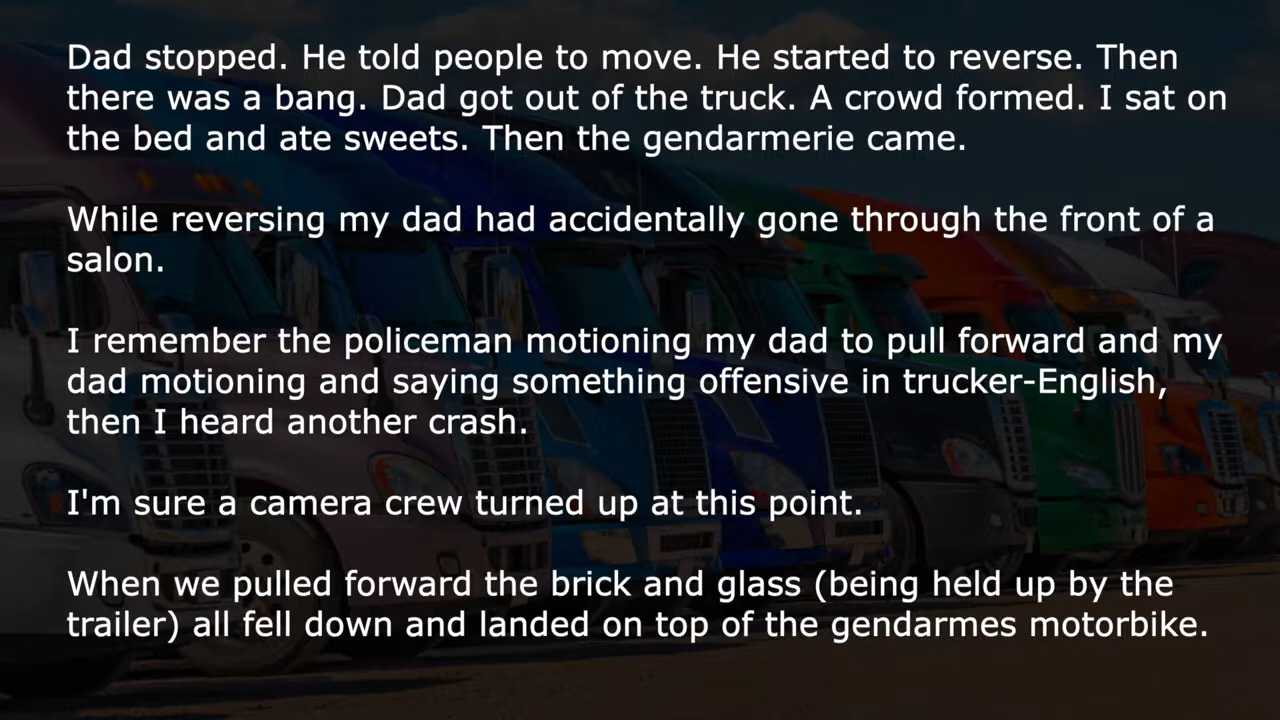 Dad stopped. He told people to move. He started to reverse. Then
there was a bang. Dad got out of the truck. A crowd formed. I sat on
the bed and ate sweets. Then the gendarmerie came.
While reversing my dad had accidentally gone through the front of a
salon.
I remember the policeman motioning my dad to pull forward and my
dad motioning and saying something offensive in trucker-English,
then I heard another crash.
I'm sure a camera crew turned up at this point.
When we pulled forward the brick and glass (being held up by the
trailer) all fell down and landed on top of the gendarmes motorbike.